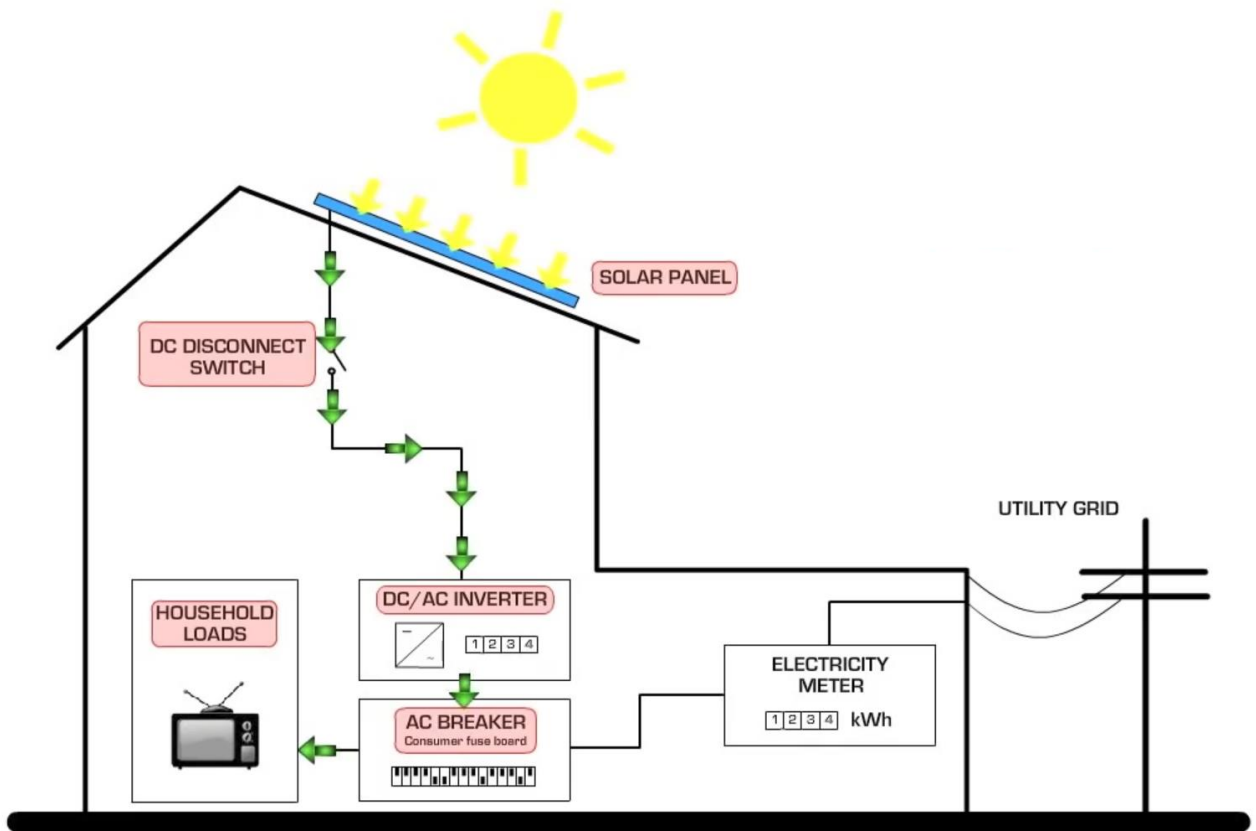 SOLAR PANEL
DC DISCONNECT
SWITCH
UTILITY GRID
HOUSEHOLD
LOADS
DC/AC INVERTER
1 2 3 4
ELECTRICITY
METER
1 2 3 4 kWh
AC BREAKER
Consumer fuse board